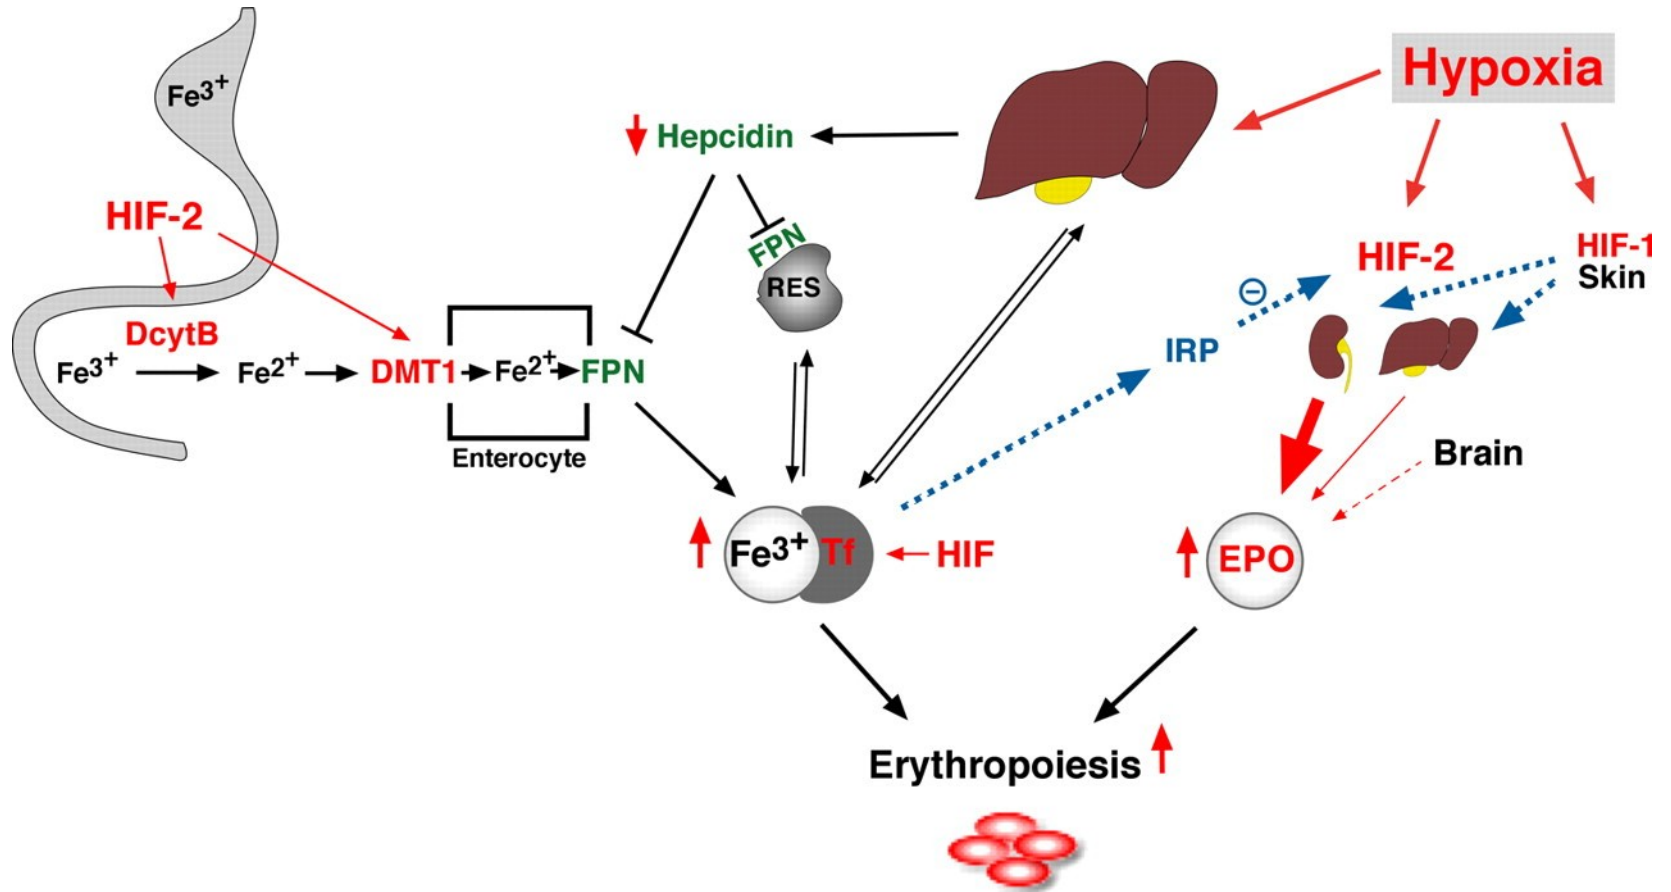 Fe3+
Hypoxia
Hepcidin
HIF-2
FPN
RES
HIF-2
HIF-1
Skin
DcytB
IRP
⊖
Fe3+
Fe2+
DMT1
Fe2+
FPN
Enterocyte
Brain
Fe3+
Tf
HIF
EPO
Erythropoiesis